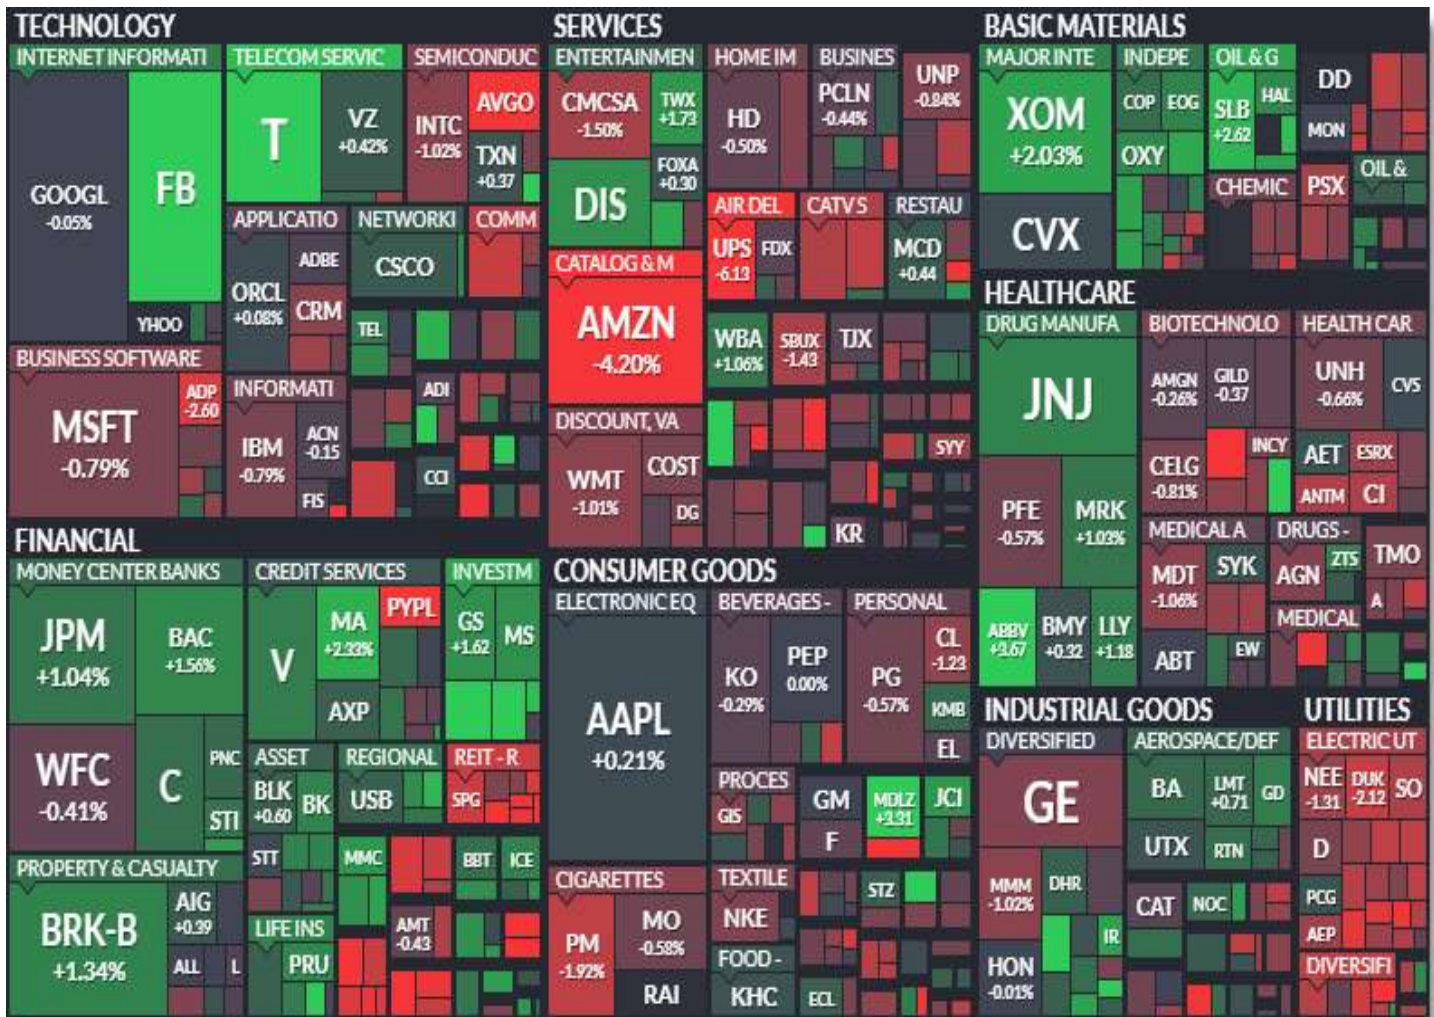 TECHNOLOGY
INTERNET INFORMATI
GOOGL
-0.05%
FB
YHOO
TELECOM SERVIC
T
VZ
+0.42%
SEMICONDUC
INTC
-1.02%
AVGO
TXN
+0.37
APPLICATIO
ORCL
+0.08%
ADBE
CRM
NETWORKI
CSCO
COMM
TEL
BUSINESS SOFTWARE
MSFT
-0.79%
ADP
-2.60
INFORMATI
IBM
-0.79%
ACN
-0.15
FIS
ADI
CCI
SERVICES
ENTERTAINMEN
CMCSA
-1.50%
TWX
+1.73
DIS
FOXA
+0.30
HOME IM
HD
-0.50%
BUSINES
PCLN
-0.44%
UNP
-0.84%
CATALOG & M
AMZN
-4.20%
AIR DEL
UPS
-6.13
FDX
CATV S
RESTAU
MCD
+0.44
WBA
+1.06%
SBUX
-1.43
TJX
DISCOUNT, VA
WMT
-1.01%
COST
DG
SYY
KR
BASIC MATERIALS
MAJOR INTE
XOM
+2.03%
CVX
INDEPE
COP
EOG
OXY
OIL & G
SLB
+2.62
HAL
DD
MON
CHEMIC
PSX
OIL &
HEALTHCARE
DRUG MANUFA
JNJ
PFE
-0.57%
MRK
+1.03%
ABBV
+3.67
BMY
+0.32
LLY
+1.18
BIOTECHNOLO
AMGN
-0.26%
GILD
-0.37
CELG
-0.81%
INCY
HEALTH CAR
UNH
-0.66%
CVS
AET
ESRX
ANTM
CI
MEDICAL A
MDT
-1.06%
SYK
ABT
EW
DRUGS -
AGN
ZTS
TMO
A
MEDICAL
FINANCIAL
MONEY CENTER BANKS
JPM
+1.04%
BAC
+1.56%
WFC
-0.41%
C
PNC
STI
CREDIT SERVICES
V
MA
+2.33%
PYPL
AXP
INVESTM
GS
+1.62
MS
ASSET
BLK
+0.60
BK
STT
REGIONAL
USB
REIT - R
SPG
MMC
BBT
ICE
PROPERTY & CASUALTY
BRK-B
+1.34%
AIG
+0.39
ALL
L
LIFE INS
PRU
AMT
-0.43
CONSUMER GOODS
ELECTRONIC EQ
AAPL
+0.21%
BEVERAGES -
KO
-0.29%
PEP
0.00%
PERSONAL
PG
-0.57%
CL
-1.23
KMB
EL
PROCES
GIS
GM
F
MDLZ
+3.31
JCI
CIGARETTES
PM
-1.92%
MO
-0.58%
RAI
TEXTILE
NKE
STZ
FOOD -
KHC
ECL
INDUSTRIAL GOODS
DIVERSIFIED
GE
MMM
-1.02%
DHR
HON
-0.01%
IR
AEROSPACE/DEF
BA
LMT
+0.71
GD
UTX
RTN
CAT
NOC
UTILITIES
ELECTRIC UT
NEE
-1.31
DUK
-2.12
SO
D
PCG
AEP
DIVERSIFI